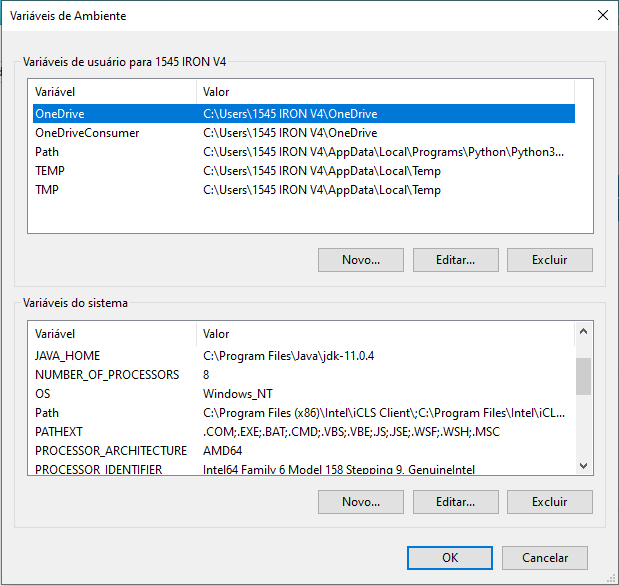 Variáveis de Ambiente
Variáveis de usuário para 1545 IRON V4
Variável Valor
OneDrive C:\Users\1545 IRON V4\OneDrive
OneDriveConsumer C:\Users\1545 IRON V4\OneDrive
Path C:\Users\1545 IRON V4\AppData\Local\Programs\Python\Python3...
TEMP C:\Users\1545 IRON V4\AppData\Local\Temp
TMP C:\Users\1545 IRON V4\AppData\Local\Temp
Novo... Editar... Excluir
Variáveis do sistema
Variável Valor
JAVA_HOME C:\Program Files\Java\jdk-11.0.4
NUMBER_OF_PROCESSORS 8
OS Windows_NT
Path C:\Program Files (x86)\Intel\iCLS Client\;C:\Program Files\Intel\iCL...
PATHEXT .COM;.EXE;.BAT;.CMD;.VBS;.VBE;.JS;.JSE;.WSF;.WSH;.MSC
PROCESSOR_ARCHITECTURE AMD64
PROCESSOR_IDENTIFIER Intel64 Family 6 Model 158 Stepping 9, GenuineIntel
Novo... Editar... Excluir
OK Cancelar